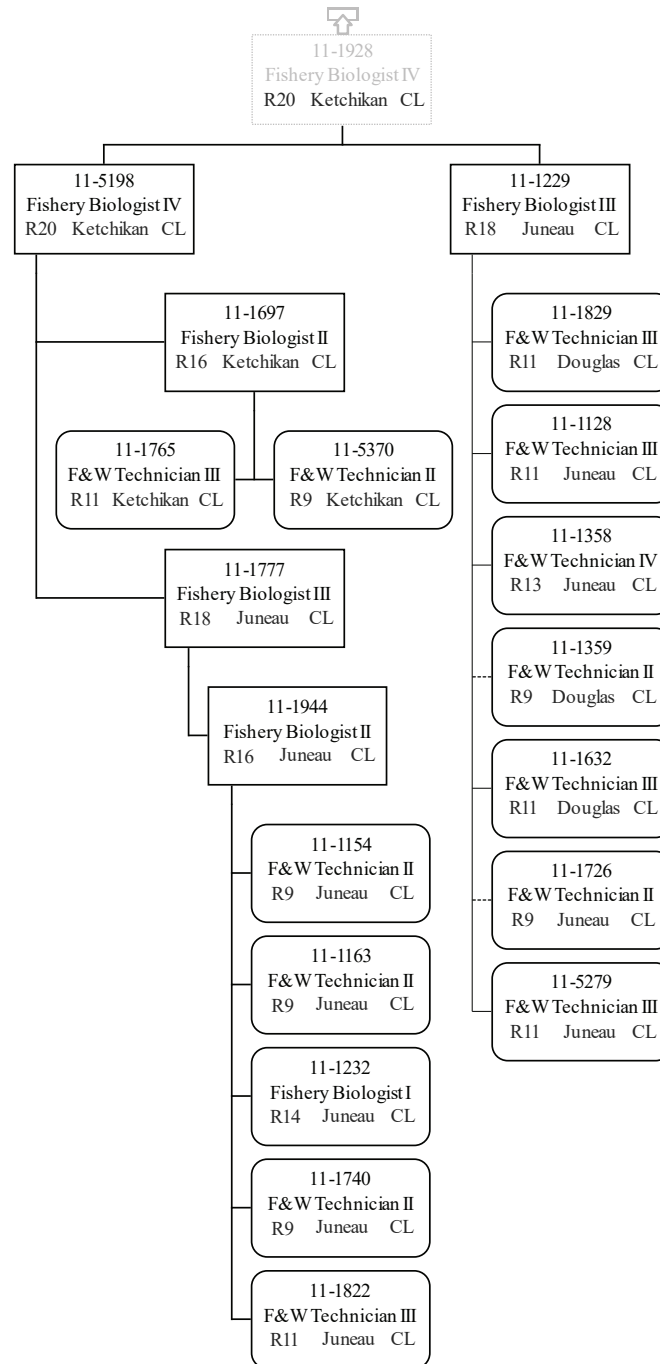 11-1928
Fishery Biologist IV
R20 Ketchikan CL
11-5198
Fishery Biologist IV
R20 Ketchikan CL
11-1697
Fishery Biologist II
R16 Ketchikan CL
11-1765
F&W Technician III
R11 Ketchikan CL
11-5370
F&W Technician II
R9 Ketchikan CL
11-1777
Fishery Biologist III
R18 Juneau CL
11-1944
Fishery Biologist II
R16 Juneau CL
11-1154
F&W Technician II
R9 Juneau CL
11-1163
F&W Technician II
R9 Juneau CL
11-1232
Fishery Biologist I
R14 Juneau CL
11-1740
F&W Technician II
R9 Juneau CL
11-1822
F&W Technician III
R11 Juneau CL
11-1229
Fishery Biologist III
R18 Juneau CL
11-1829
F&W Technician III
R11 Douglas CL
11-1128
F&W Technician III
R11 Juneau CL
11-1358
F&W Technician IV
R13 Juneau CL
11-1359
F&W Technician II
R9 Douglas CL
11-1632
F&W Technician III
R11 Douglas CL
11-1726
F&W Technician II
R9 Juneau CL
11-5279
F&W Technician III
R11 Juneau CL